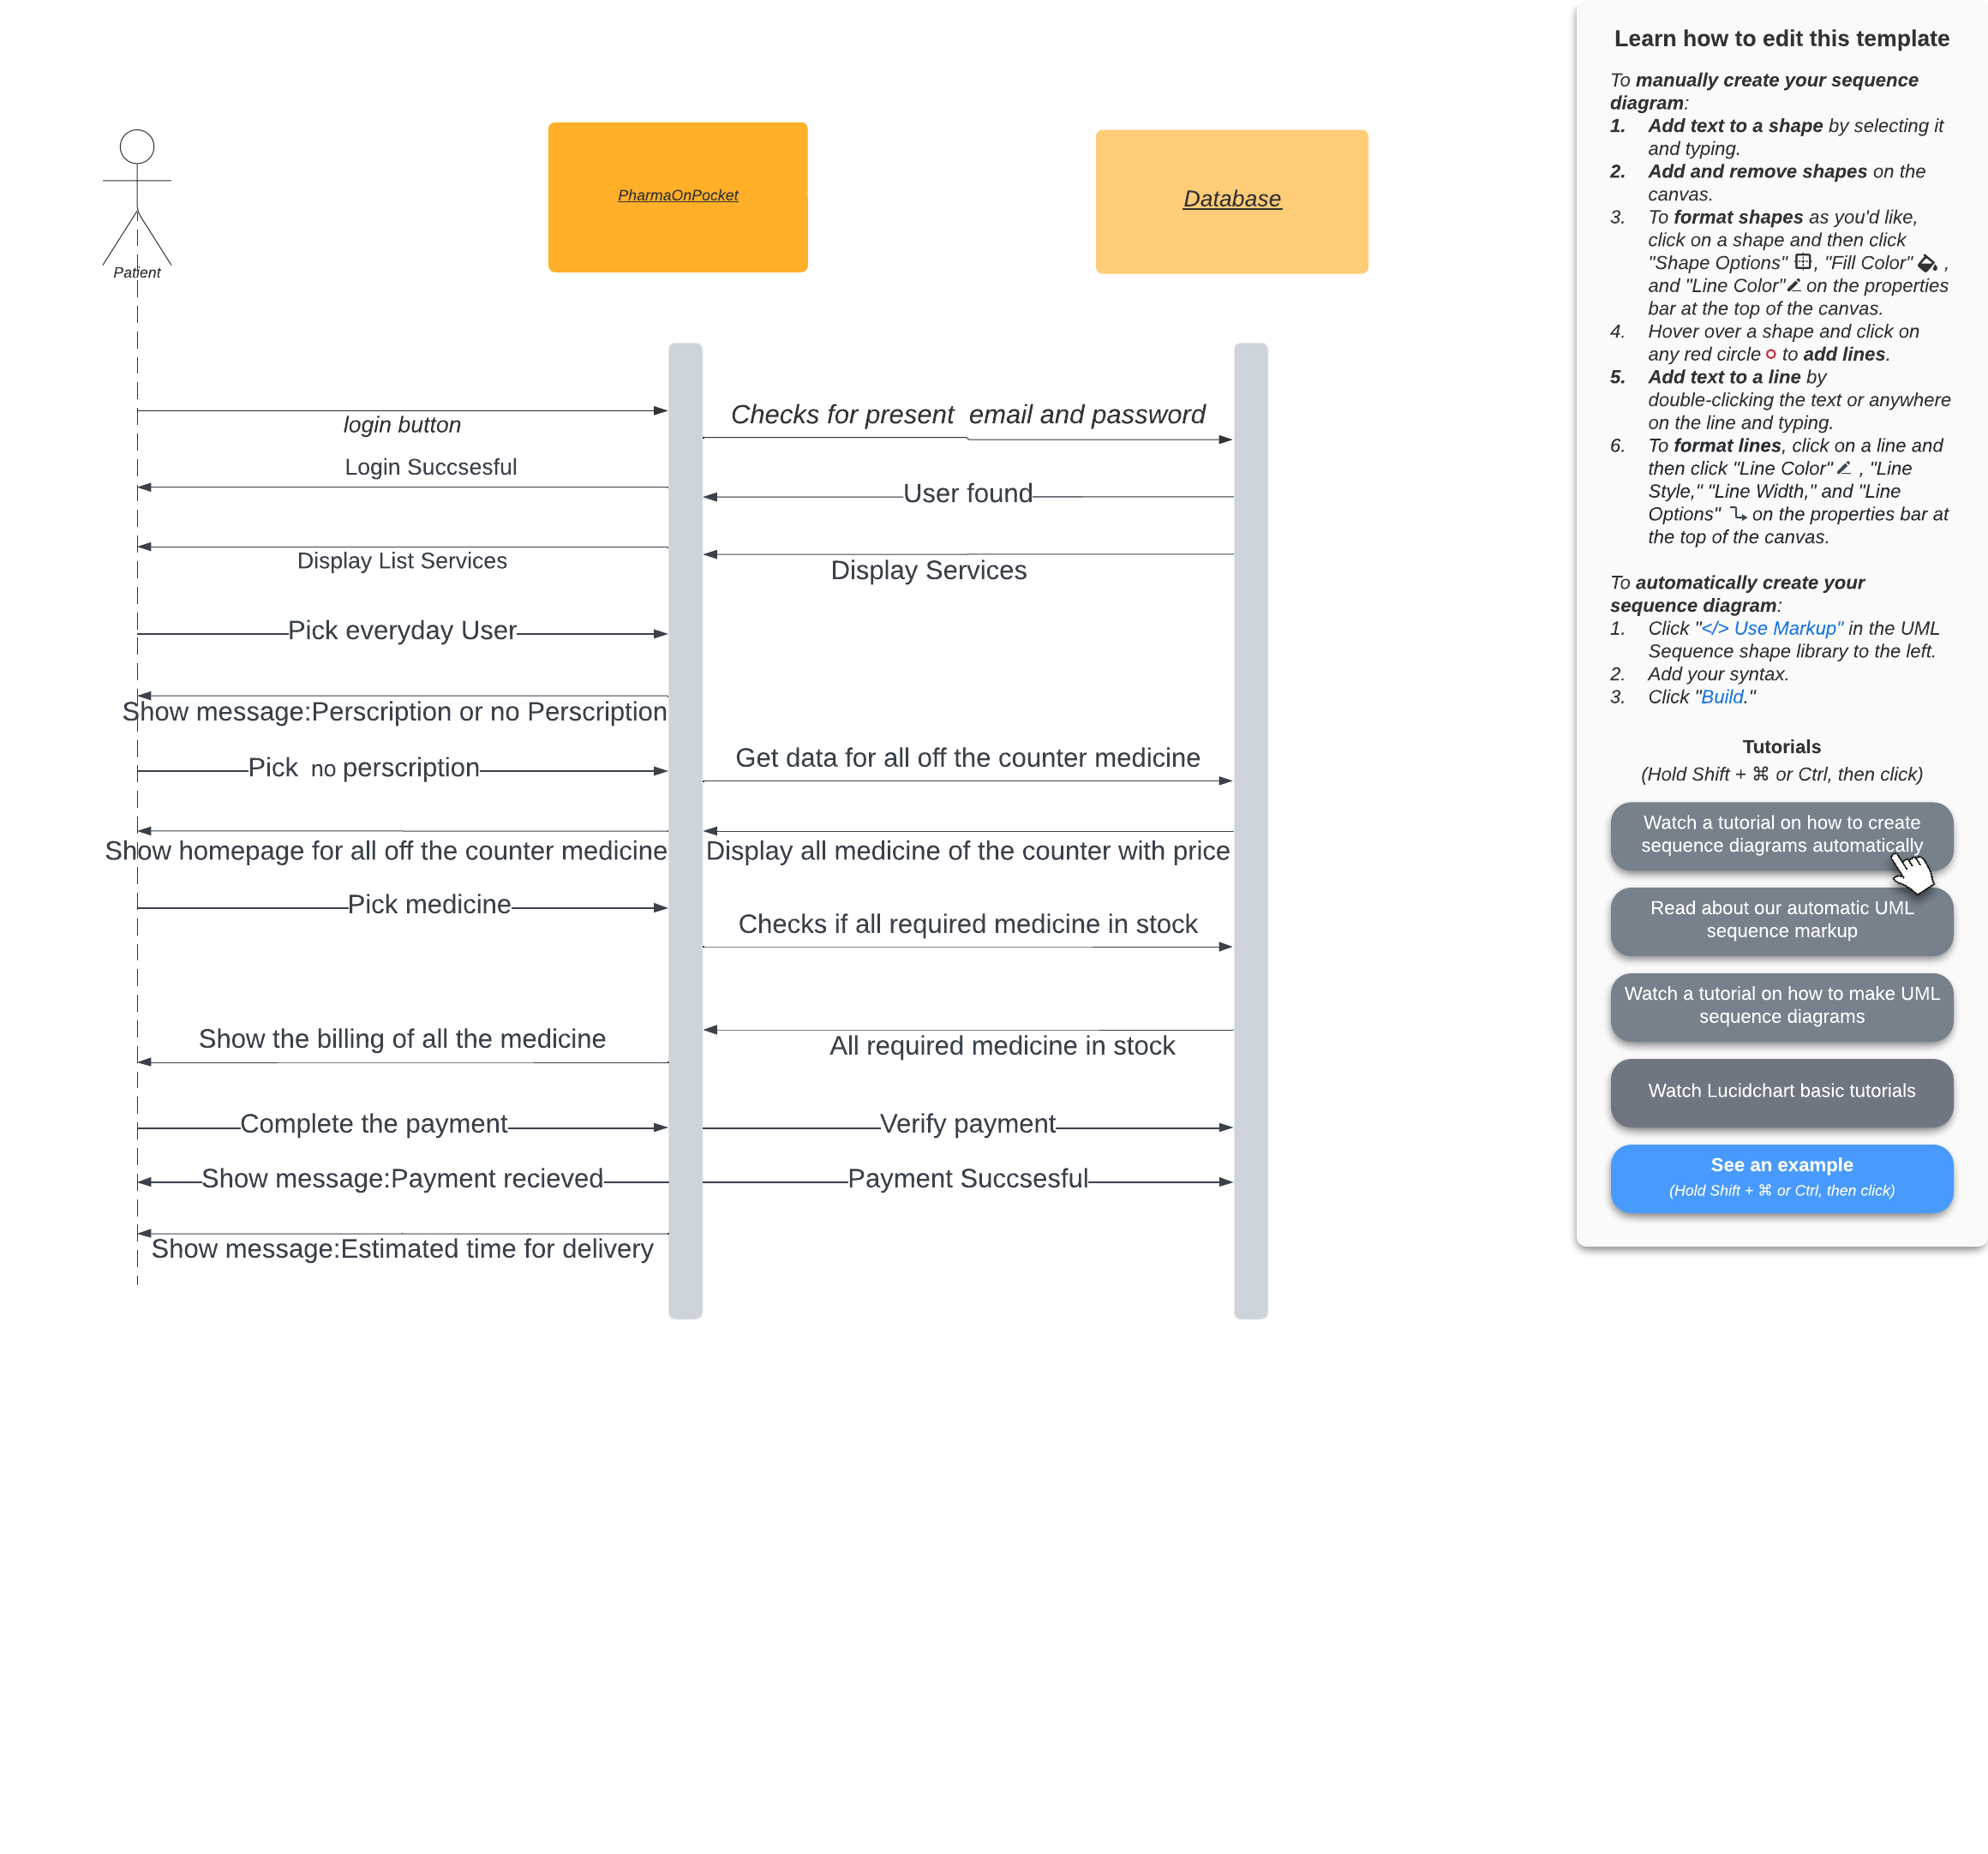 Patient
PharmaOnPocket
Database
login button
Checks for present  email and password
Login Succsesful
User found
Display List Services
Display Services
Pick everyday User
Show message:Perscription or no Perscription
Pick  no perscription
Get data for all off the counter medicine
Show homepage for all off the counter medicine
Display all medicine of the counter with price
Pick medicine
Checks if all required medicine in stock
Show the billing of all the medicine
All required medicine in stock
Complete the payment
Verify payment
Show message:Payment recieved
Payment Succsesful
Show message:Estimated time for delivery
Learn how to edit this template
To manually create your sequence
diagram:
1. Add text to a shape by selecting it
and typing.
2. Add and remove shapes on the
canvas.
3. To format shapes as you'd like,
click on a shape and then click
"Shape Options" , "Fill Color" ,
and "Line Color" on the properties
bar at the top of the canvas.
4. Hover over a shape and click on
any red circle to add lines.
5. Add text to a line by
double-clicking the text or anywhere
on the line and typing.
6. To format lines, click on a line and
then click "Line Color" , "Line
Style," "Line Width," and "Line
Options" on the properties bar at
the top of the canvas.
To automatically create your
sequence diagram:
1. Click "</> Use Markup" in the UML
Sequence shape library to the left.
2. Add your syntax.
3. Click "Build."
Tutorials
(Hold Shift + ⌘ or Ctrl, then click)
Watch a tutorial on how to create
sequence diagrams automatically
Read about our automatic UML
sequence markup
Watch a tutorial on how to make UML
sequence diagrams
Watch Lucidchart basic tutorials
See an example
(Hold Shift + ⌘ or Ctrl, then click)